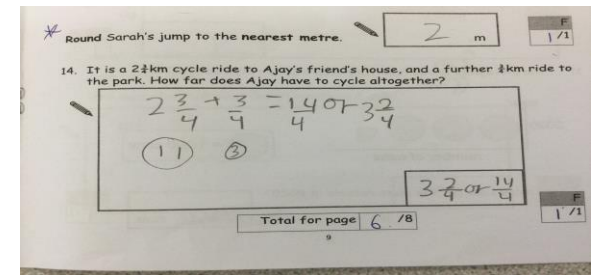 * Round Sarah's jump to the nearest metre. 2 m
F
1 /1
14. It is a 2¾km cycle ride to Ajay's friend's house, and a further ¾km ride to
the park. How far does Ajay have to cycle altogether?
2 3/4 + 3/4 = 14/4 or 3 2/4
11 3
3 2/4 or 14/4
F
1 /1
Total for page 6 /8
9